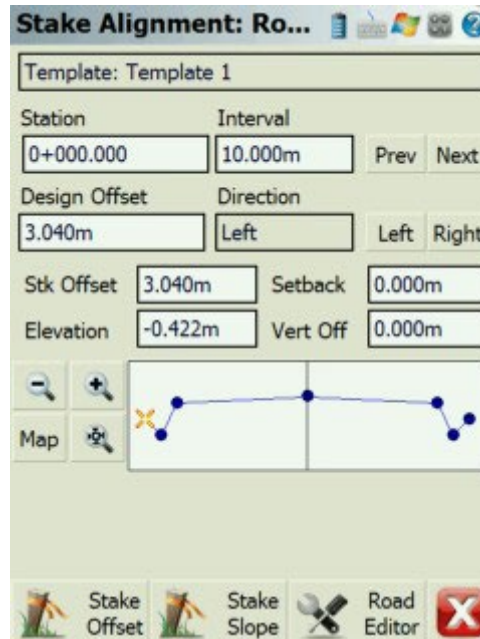 Stake Alignment: Ro...
Template: Template 1
Station Interval
0+000.000 10.000m Prev Next
Design Offset Direction
3.040m Left Left Right
Stk Offset 3.040m Setback 0.000m
Elevation -0.422m Vert Off 0.000m
Map
Stake Offset Stake Slope Road Editor